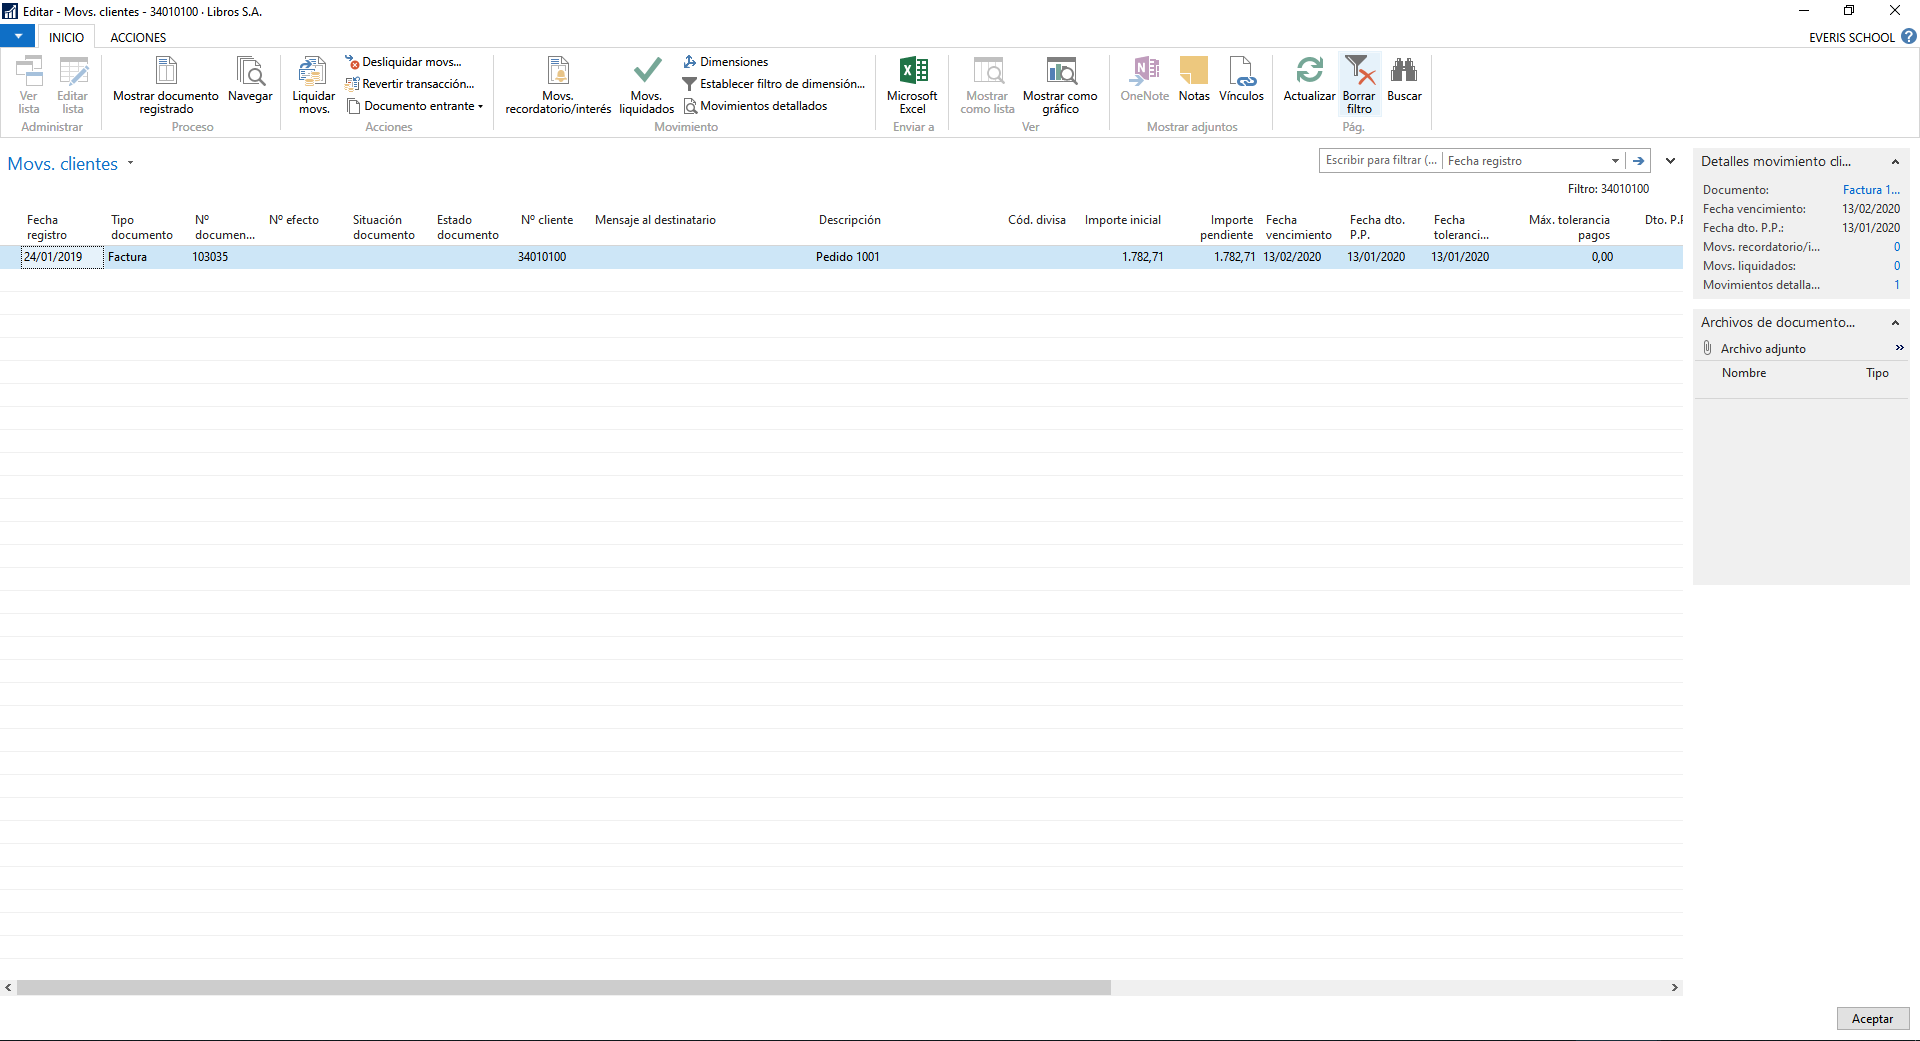 Editar - Movs. clientes - 34010100 · Libros S.A.
INICIO
ACCIONES
EVERIS SCHOOL
Ver lista
Editar lista
Administrar
Mostrar documento registrado
Navegar
Proceso
Liquidar movs.
Desliquidar movs...
Revertir transacción...
Documento entrante
Acciones
Movs. recordatorio/interés
Movs. liquidados
Dimensiones
Establecer filtro de dimensión...
Movimientos detallados
Movimiento
Microsoft Excel
Enviar a
Mostrar como lista
Mostrar como gráfico
Ver
OneNote
Notas
Vínculos
Mostrar adjuntos
Actualizar
Borrar filtro
Buscar
Pág.
Movs. clientes
Escribir para filtrar (...
Fecha registro
Filtro: 34010100
Fecha registro
Tipo documento
Nº documen...
Nº efecto
Situación documento
Estado documento
Nº cliente
Mensaje al destinatario
Descripción
Cód. divisa
Importe inicial
Importe pendiente
Fecha vencimiento
Fecha dto. P.P.
Fecha toleranci...
Máx. tolerancia pagos
Dto. P.P
24/01/2019 Factura 103035 34010100 Pedido 1001 1.782,71 1.782,71 13/02/2020 13/01/2020 13/01/2020 0,00
Detalles movimiento cli...
Documento: Factura 1...
Fecha vencimiento: 13/02/2020
Fecha dto. P.P.: 13/01/2020
Movs. recordatorio/i... 0
Movs. liquidados: 0
Movimientos detalla... 1
Archivos de documento...
Archivo adjunto
Nombre Tipo
Aceptar